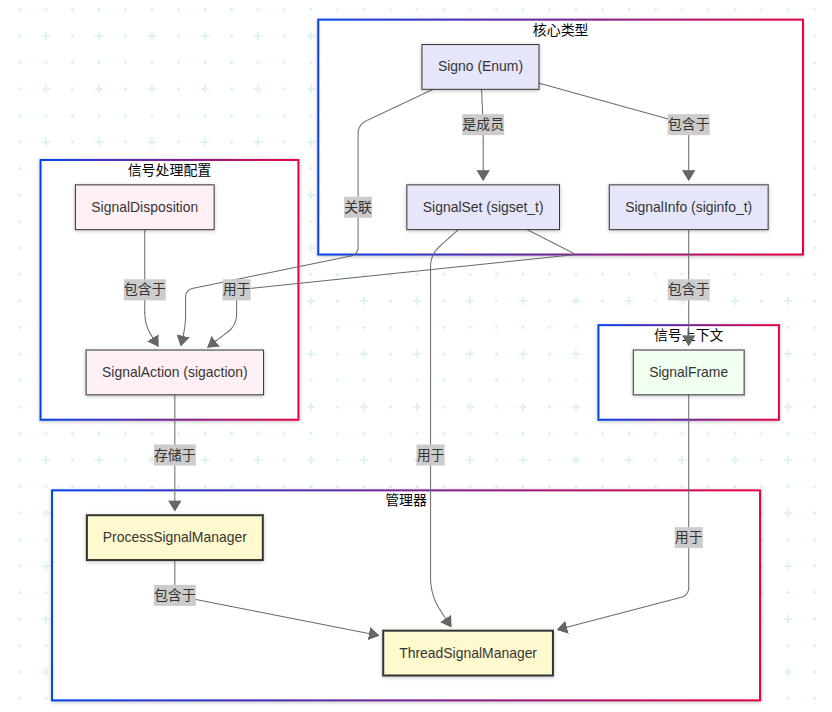 核心类型
Signo (Enum)
是成员
包含于
信号处理配置
SignalDisposition
关联
SignalSet (sigset_t)
SignalInfo (siginfo_t)
包含于
用于
包含于
信号上下文
SignalAction (sigaction)
SignalFrame
存储于
用于
管理器
ProcessSignalManager
用于
包含于
ThreadSignalManager